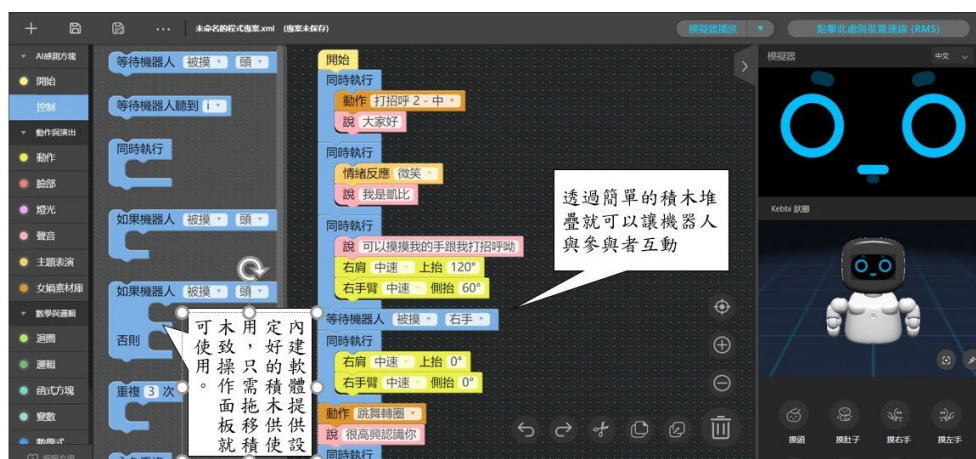 未命名的程式專案.xml (專案未保存)
模擬器播放
點擊此處與裝置連線 (RMS)
AI感測方塊
開始
控制
動作與演出
動作
臉部
燈光
聲音
主題表演
女媧素材庫
數學與邏輯
迴圈
邏輯
函式方塊
變數
數學式
等待機器人 被摸 頭
等待機器人聽到 i
同時執行
如果機器人 被摸 頭
如果機器人 被摸 頭
否則
重複 3 次
內建軟體提供設
定好的積木供使
用，只需拖移積
木致操作面板就
可使用。
開始
同時執行
動作 打招呼 2 - 中
說 大家好
同時執行
情緒反應 微笑
說 我是凱比
同時執行
說 可以摸摸我的手跟我打招呼呦
右肩 中速 上抬 120°
右手臂 中速 側抬 60°
等待機器人 被摸 右手
同時執行
右肩 中速 上抬 0°
右手臂 中速 側抬 0°
動作 跳舞轉圈
說 很高興認識你
同時執行
透過簡單的積木堆
疊就可以讓機器人
與參與者互動
模擬器
中文
Kebbi 狀態
摸頭
摸肚子
摸右手
摸左手